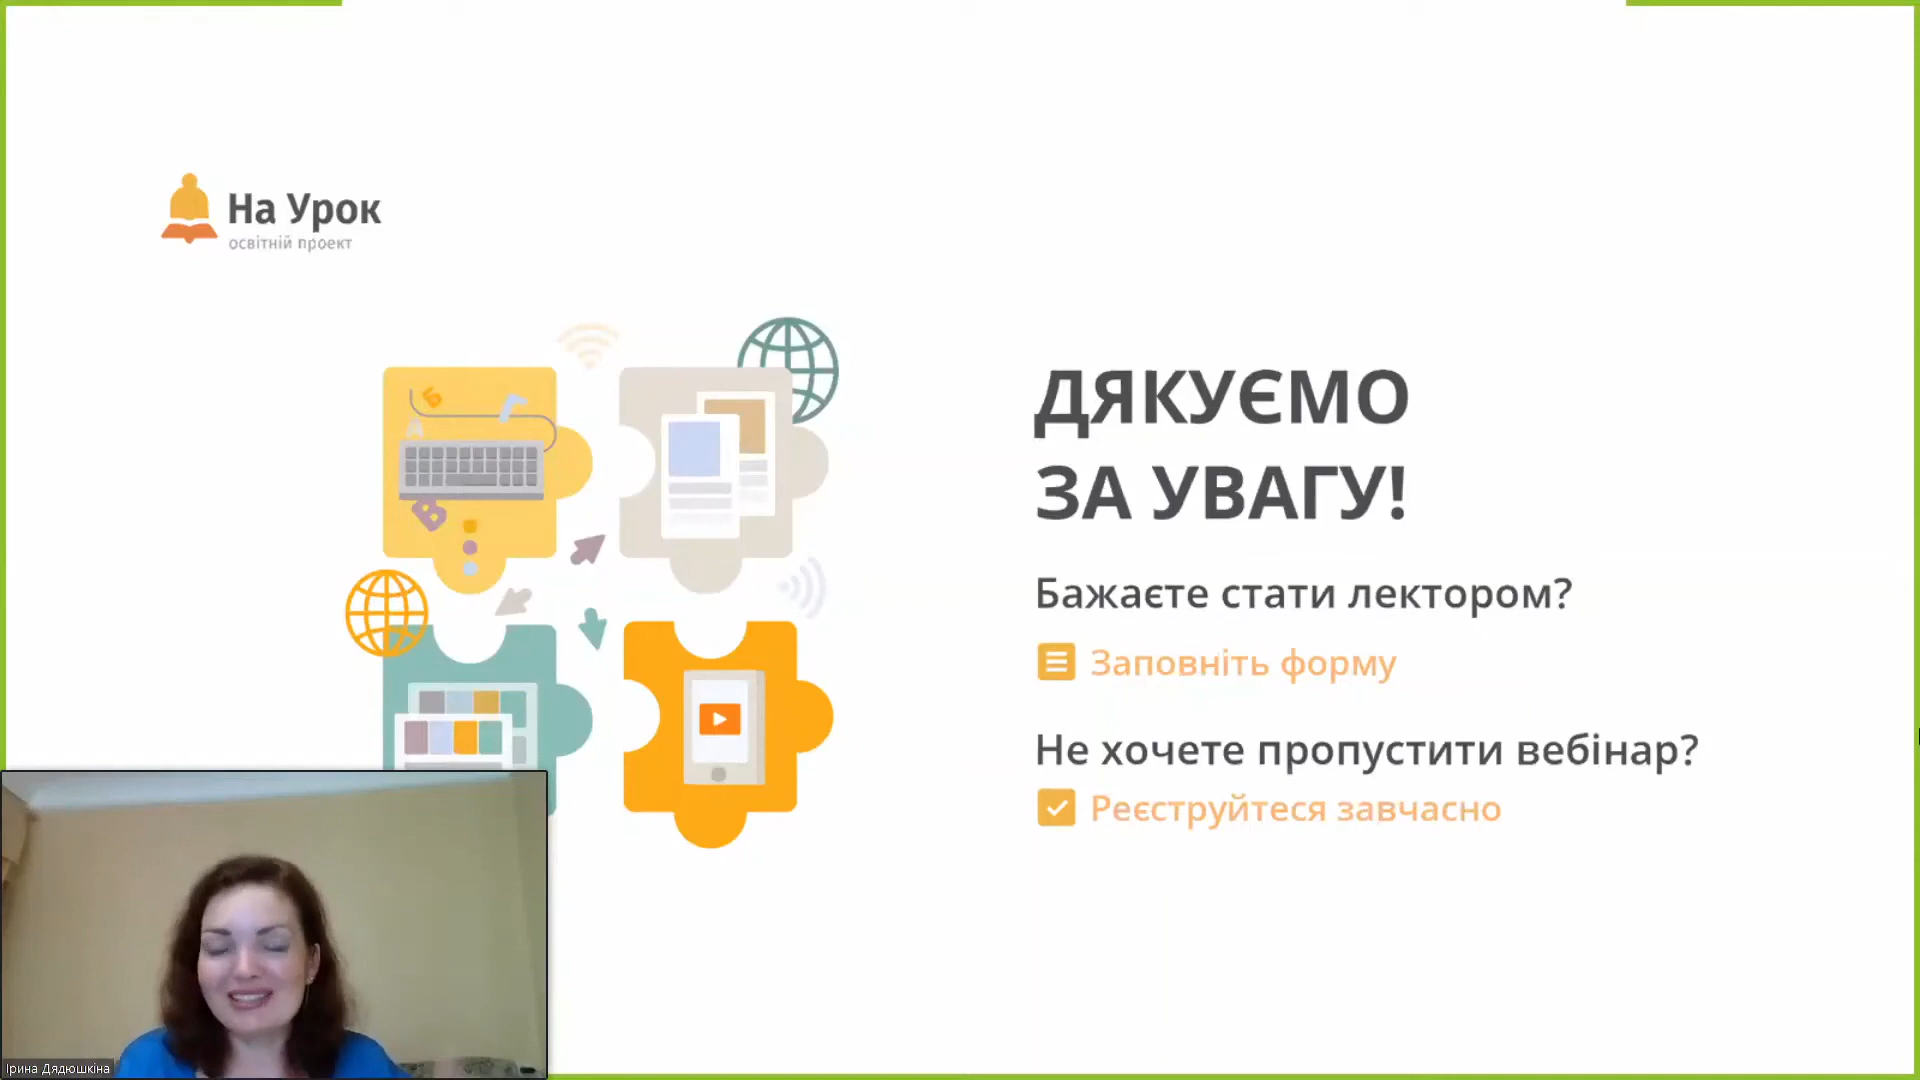 На Урок
освітній проект
Б
А
Г
В
ДЯКУЄМО
ЗА УВАГУ!
Бажаєте стати лектором?
Заповніть форму
Не хочете пропустити вебінар?
Реєструйтеся завчасно
Ірина Дядюшкіна